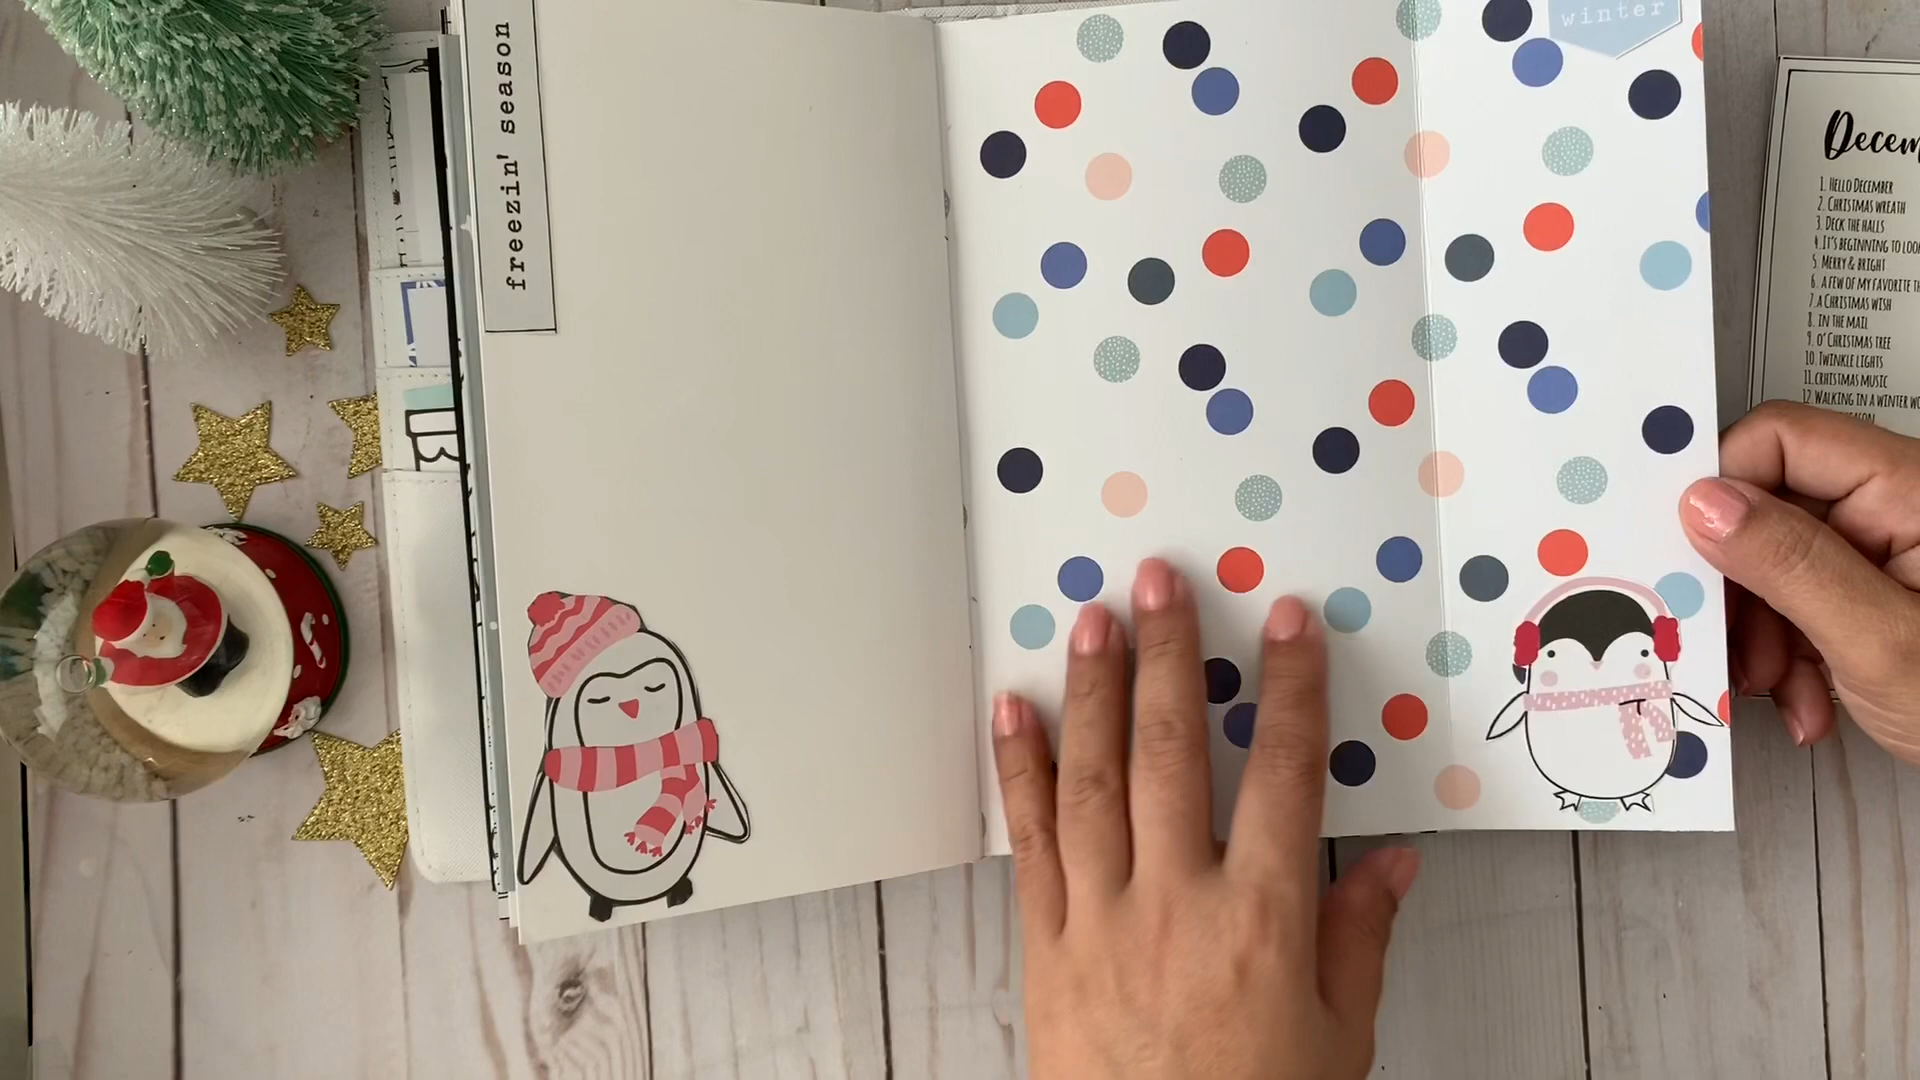 freezin' season
winter
Decem
1. HELLO DECEMBER
2. CHRISTMAS WREATH
3. DECK THE HALLS
4. IT'S BEGINNING TO LOO
5. MERRY & BRIGHT
6. A FEW OF MY FAVORITE TH
7. A CHRISTMAS WISH
8. IN THE MAIL
9. O' CHRISTMAS TREE
10. TWINKLE LIGHTS
11. CRHISTMAS MUSIC
12. WALKING IN A WINTER WO